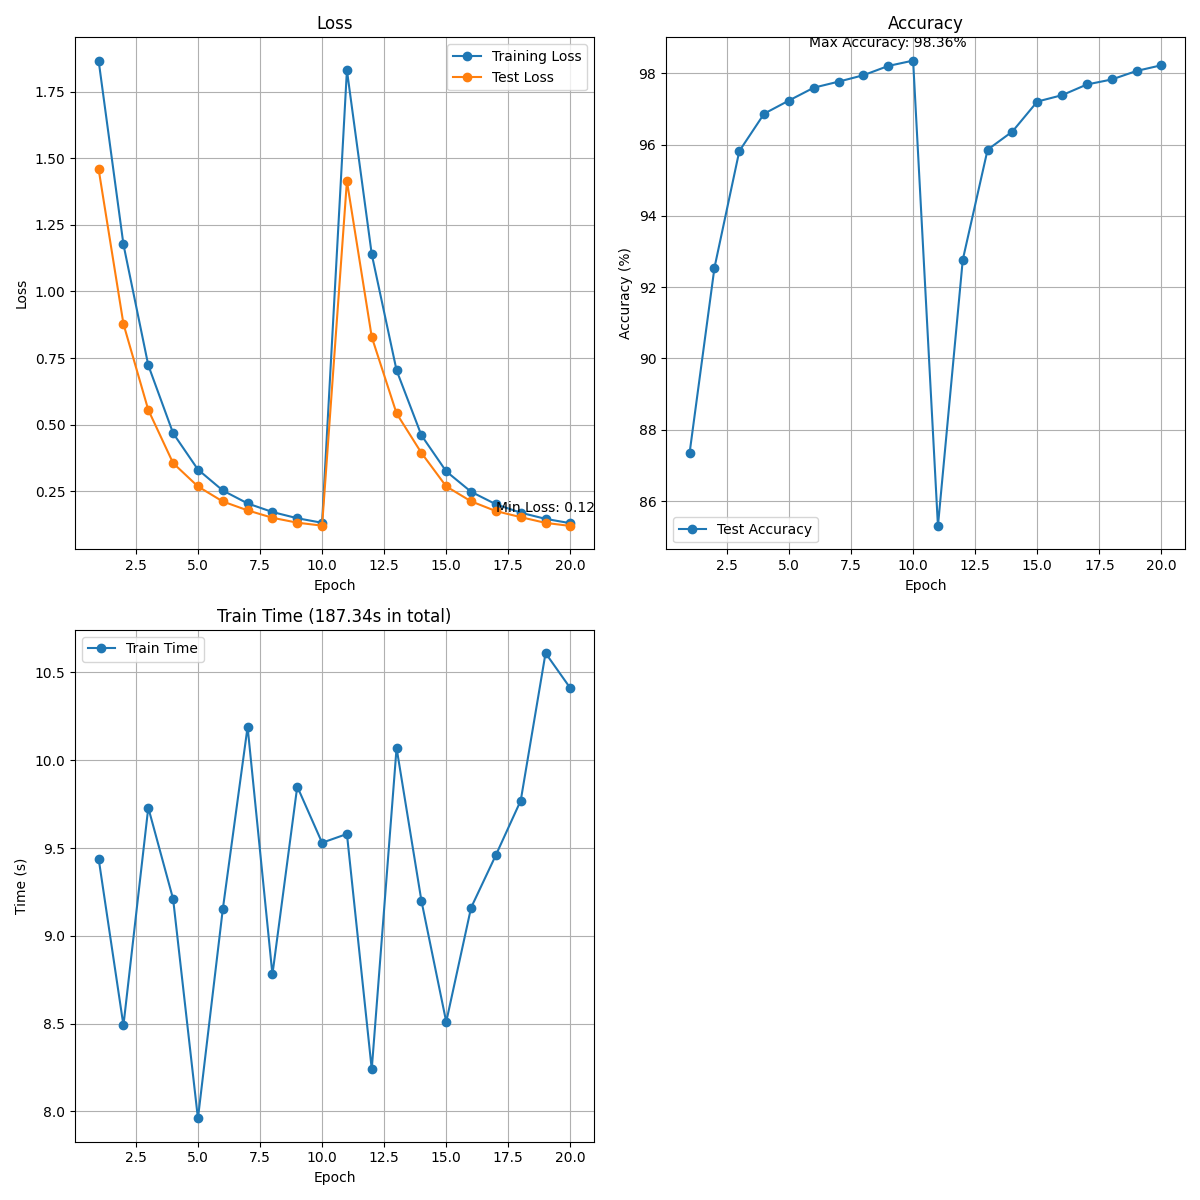 Loss
Training Loss
Test Loss
1.75
1.50
1.25
1.00
0.75
0.50
0.25
Loss
Min Loss: 0.12
2.5 5.0 7.5 10.0 12.5 15.0 17.5 20.0
Epoch
Accuracy
Max Accuracy: 98.36%
98
96
94
92
90
88
86
Accuracy (%)
Test Accuracy
2.5 5.0 7.5 10.0 12.5 15.0 17.5 20.0
Epoch
Train Time (187.34s in total)
Train Time
10.5
10.0
9.5
9.0
8.5
8.0
Time (s)
2.5 5.0 7.5 10.0 12.5 15.0 17.5 20.0
Epoch